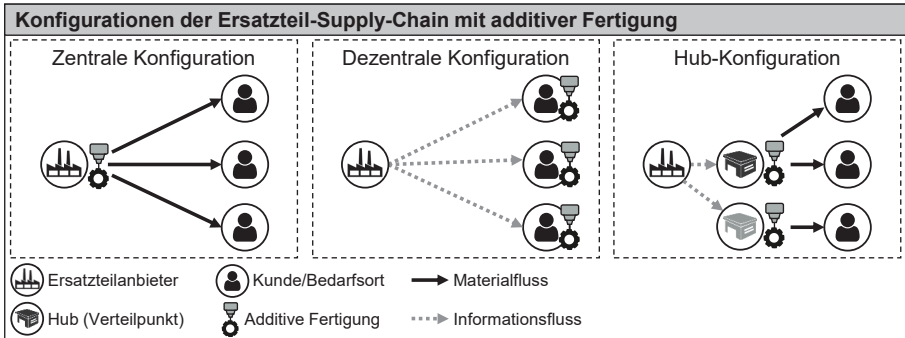 Konfigurationen der Ersatzteil-Supply-Chain mit additiver Fertigung
Zentrale Konfiguration
Dezentrale Konfiguration
Hub-Konfiguration
Ersatzteilanbieter
Kunde/Bedarfsort
Materialfluss
Hub (Verteilpunkt)
Additive Fertigung
Informationsfluss